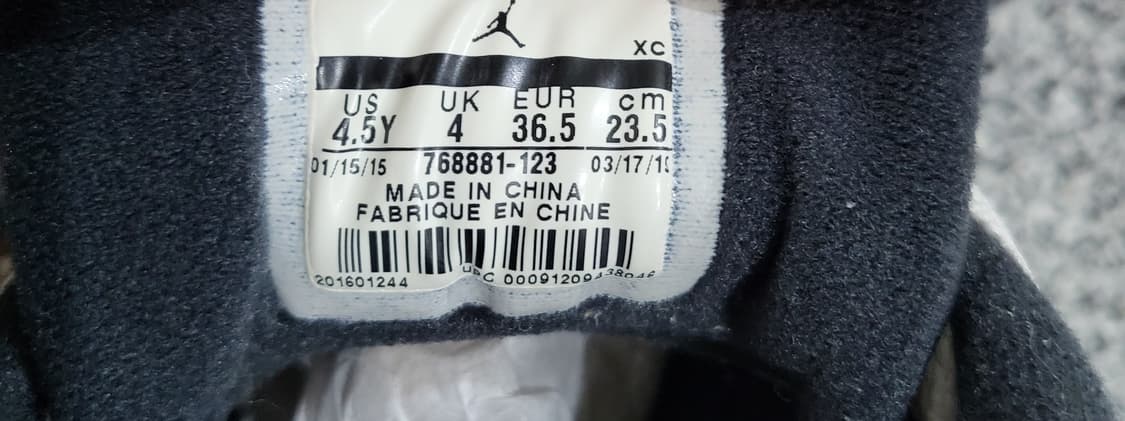 XC
US UK EUR cm
4.5Y 4 36.5 23.5
01/15/15 768881-123
MADE IN CHINA
FABRIQUE EN CHINE
201601244 UPC